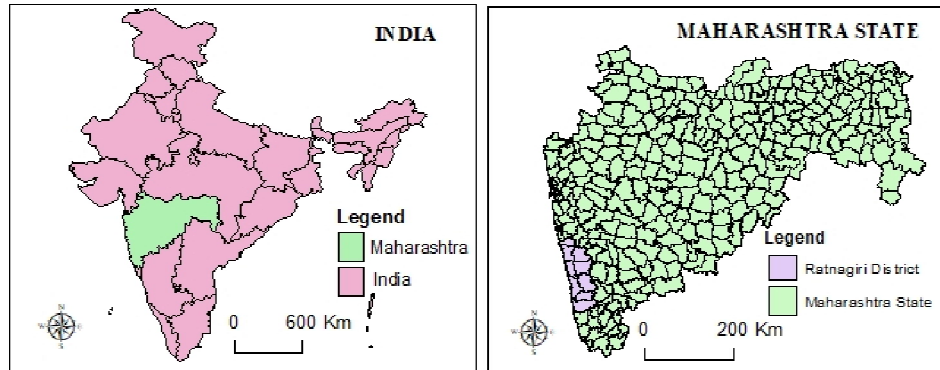 INDIA
Legend
Maharashtra
India
0 600 Km
N
W E
S
MAHARASHTRA STATE
Legend
Ratnagiri District
Maharashtra State
0 200 Km
N
W E
S